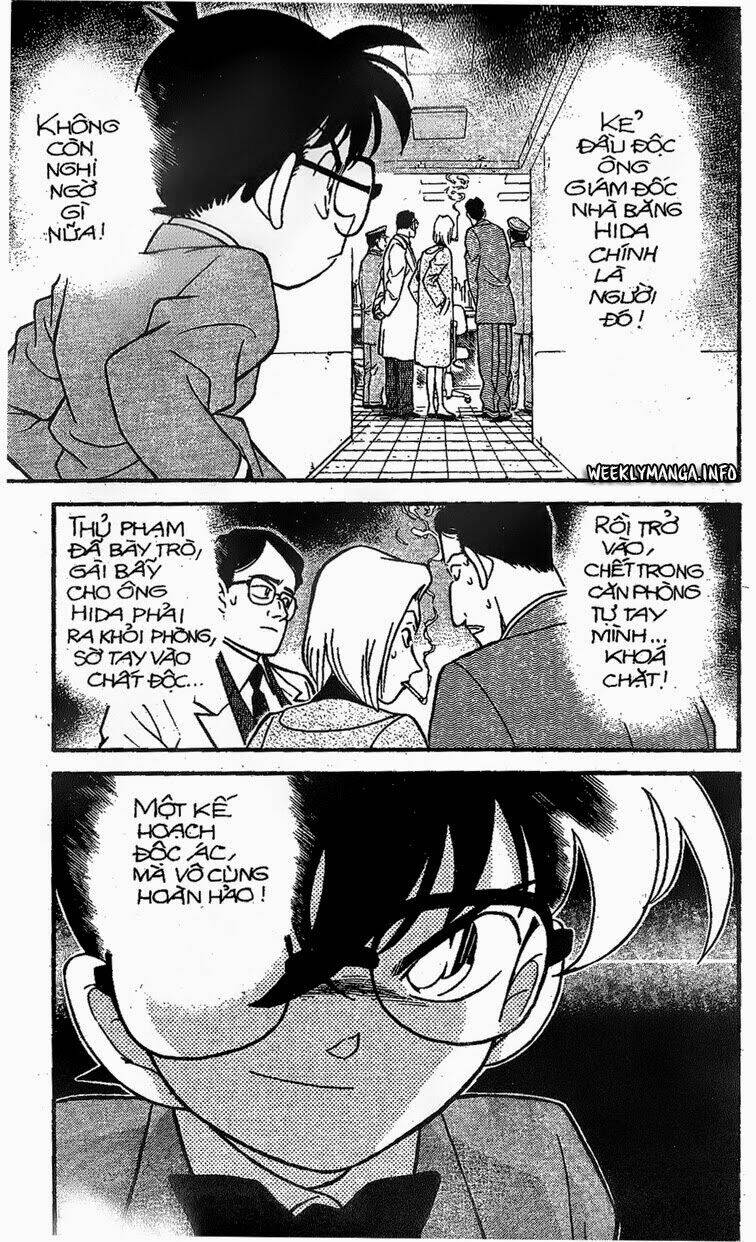 KẺ
ĐẦU ĐỘC
ÔNG
GIÁM ĐỐC
NHÀ BĂNG
HIDA
CHÍNH
LÀ
NGƯỜI
ĐÓ!
KHÔNG
CÒN
NGHI
NGỜ
GÌ
NỮA!
WEEKLYMANGA.INFO
RỒI TRỞ
VÀO,
CHẾT TRONG
CĂN PHÒNG
TỰ TAY
MÌNH...
KHOÁ
CHẶT!
THỦ PHẠM
ĐÃ BÀY TRÒ,
GÀI BẪY
CHO ÔNG
HIDA PHẢI
RA KHỎI PHÒNG,
SỜ TAY VÀO
CHẤT ĐỘC...
MỘT KẾ
HOẠCH
ĐỘC ÁC,
MÀ VÔ CÙNG
HOÀN HẢO!